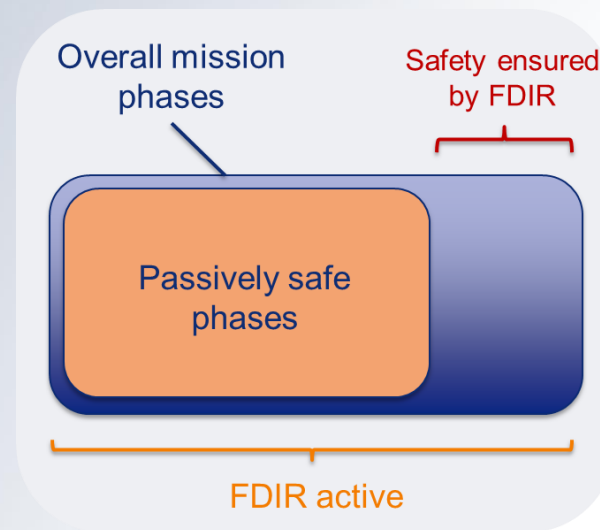 Overall mission
phases
Safety ensured
by FDIR
Passively safe
phases
FDIR active